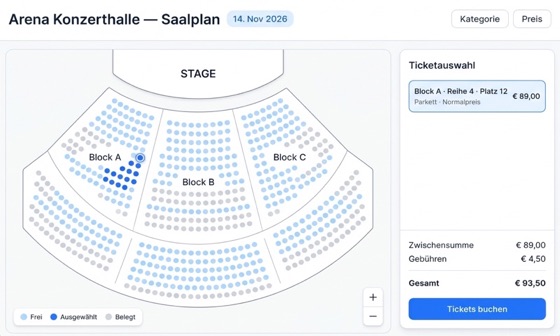 Arena Konzerthalle — Saalplan
14. Nov 2026
Kategorie
Preis
STAGE
Block A
Block B
Block C
+
−
Frei
Ausgewählt
Belegt
Ticketauswahl
Block A · Reihe 4 · Platz 12
€ 89,00
Parkett · Normalpreis
Zwischensumme € 89,00
Gebühren € 4,50
Gesamt € 93,50
Tickets buchen